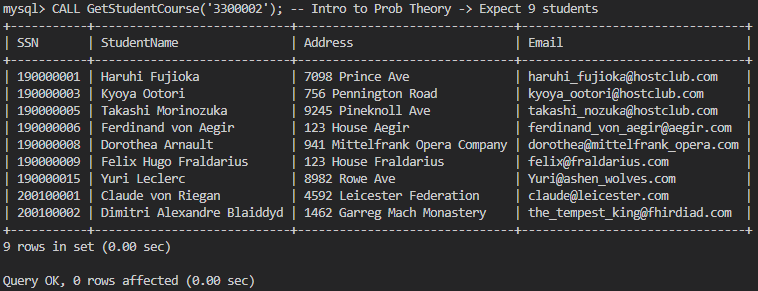 mysql> CALL GetStudentCourse('3300002'); -- Intro to Prob Theory -> Expect 9 students
+-----------+---------------------------+------------------------------+------------------------------+
| SSN       | StudentName               | Address                      | Email                        |
+-----------+---------------------------+------------------------------+------------------------------+
| 190000001 | Haruhi Fujioka            | 7098 Prince Ave              | haruhi_fujioka@hostclub.com  |
| 190000003 | Kyoya Ootori              | 756 Pennington Road          | kyoya_ootori@hostclub.com    |
| 190000005 | Takashi Morinozuka        | 9245 Pineknoll Ave           | takashi_nozuka@hostclub.com  |
| 190000006 | Ferdinand von Aegir       | 123 House Aegir              | ferdinand_von_aegir@aegir.com |
| 190000008 | Dorothea Arnault          | 941 Mittelfrank Opera Company | dorothea@mittelfrank_opera.com |
| 190000009 | Felix Hugo Fraldarius     | 123 House Fraldarius         | felix@fraldarius.com         |
| 190000015 | Yuri Leclerc              | 8982 Rowe Ave                | Yuri@ashen_wolves.com        |
| 200100001 | Claude von Riegan         | 4592 Leicester Federation    | claude@leicester.com         |
| 200100002 | Dimitri Alexandre Blaiddyd | 1462 Garreg Mach Monastery  | the_tempest_king@fhirdiad.com |
+-----------+---------------------------+------------------------------+------------------------------+
9 rows in set (0.00 sec)
Query OK, 0 rows affected (0.00 sec)